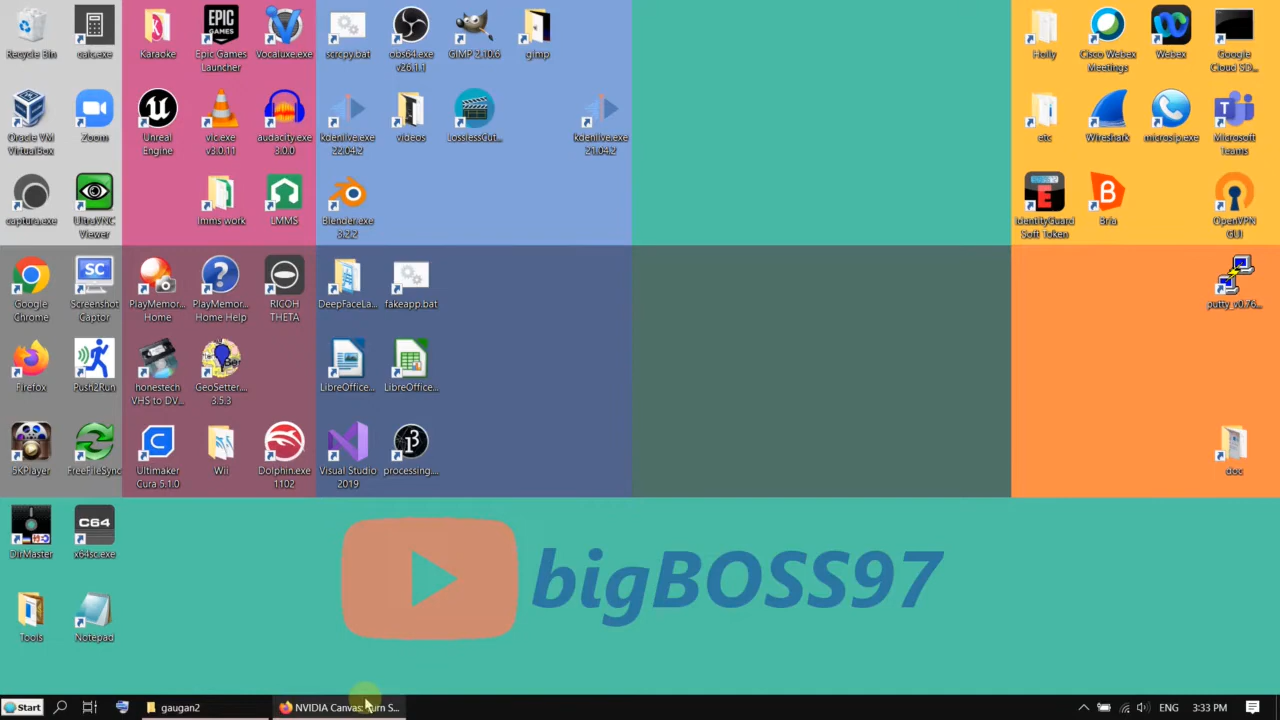 Recycle Bin
calc.exe
Karaoke
EPIC
GAMES
Epic Games
Launcher
Vocaluxe.exe
scrcpy.bat
obs64.exe
v26.1.1
GIMP 2.10.6
gimp
Holly
Cisco Webex
Meetings
Webex
Google
Cloud SD...
Oracle VM
VirtualBox
Zoom
Unreal
Engine
vlc.exe
v3.0.11
audacity.exe
3.0.0
kdenlive.exe
22.04.2
videos
LosslessCut...
kdenlive.exe
21.04.2
etc
Wireshark
microsip.exe
Microsoft
Teams
captura.exe
UltraVNC
Viewer
lmms work
LMMS
Blender.exe
3.2.2
IdentityGuard
Soft Token
Bria
OpenVPN
GUI
Google
Chrome
SC
Screenshot
Captor
PlayMemor...
Home
PlayMemor...
Home Help
RICOH
THETA
DeepFaceLa...
fakeapp.bat
putty_v0.76...
Firefox
Push2Run
honestech
VHS to DV...
GeoSetter....
3.5.3
LibreOffice...
LibreOffice...
5KPlayer
FreeFileSync
Ultimaker
Cura 5.1.0
Wii
Dolphin.exe
1102
Visual Studio
2019
processing....
doc
DirMaster
C64
x64sc.exe
bigBOSS97
Tools
Notepad
Start
gaugan2
NVIDIA Canvas: Turn S...
ENG
3:33 PM